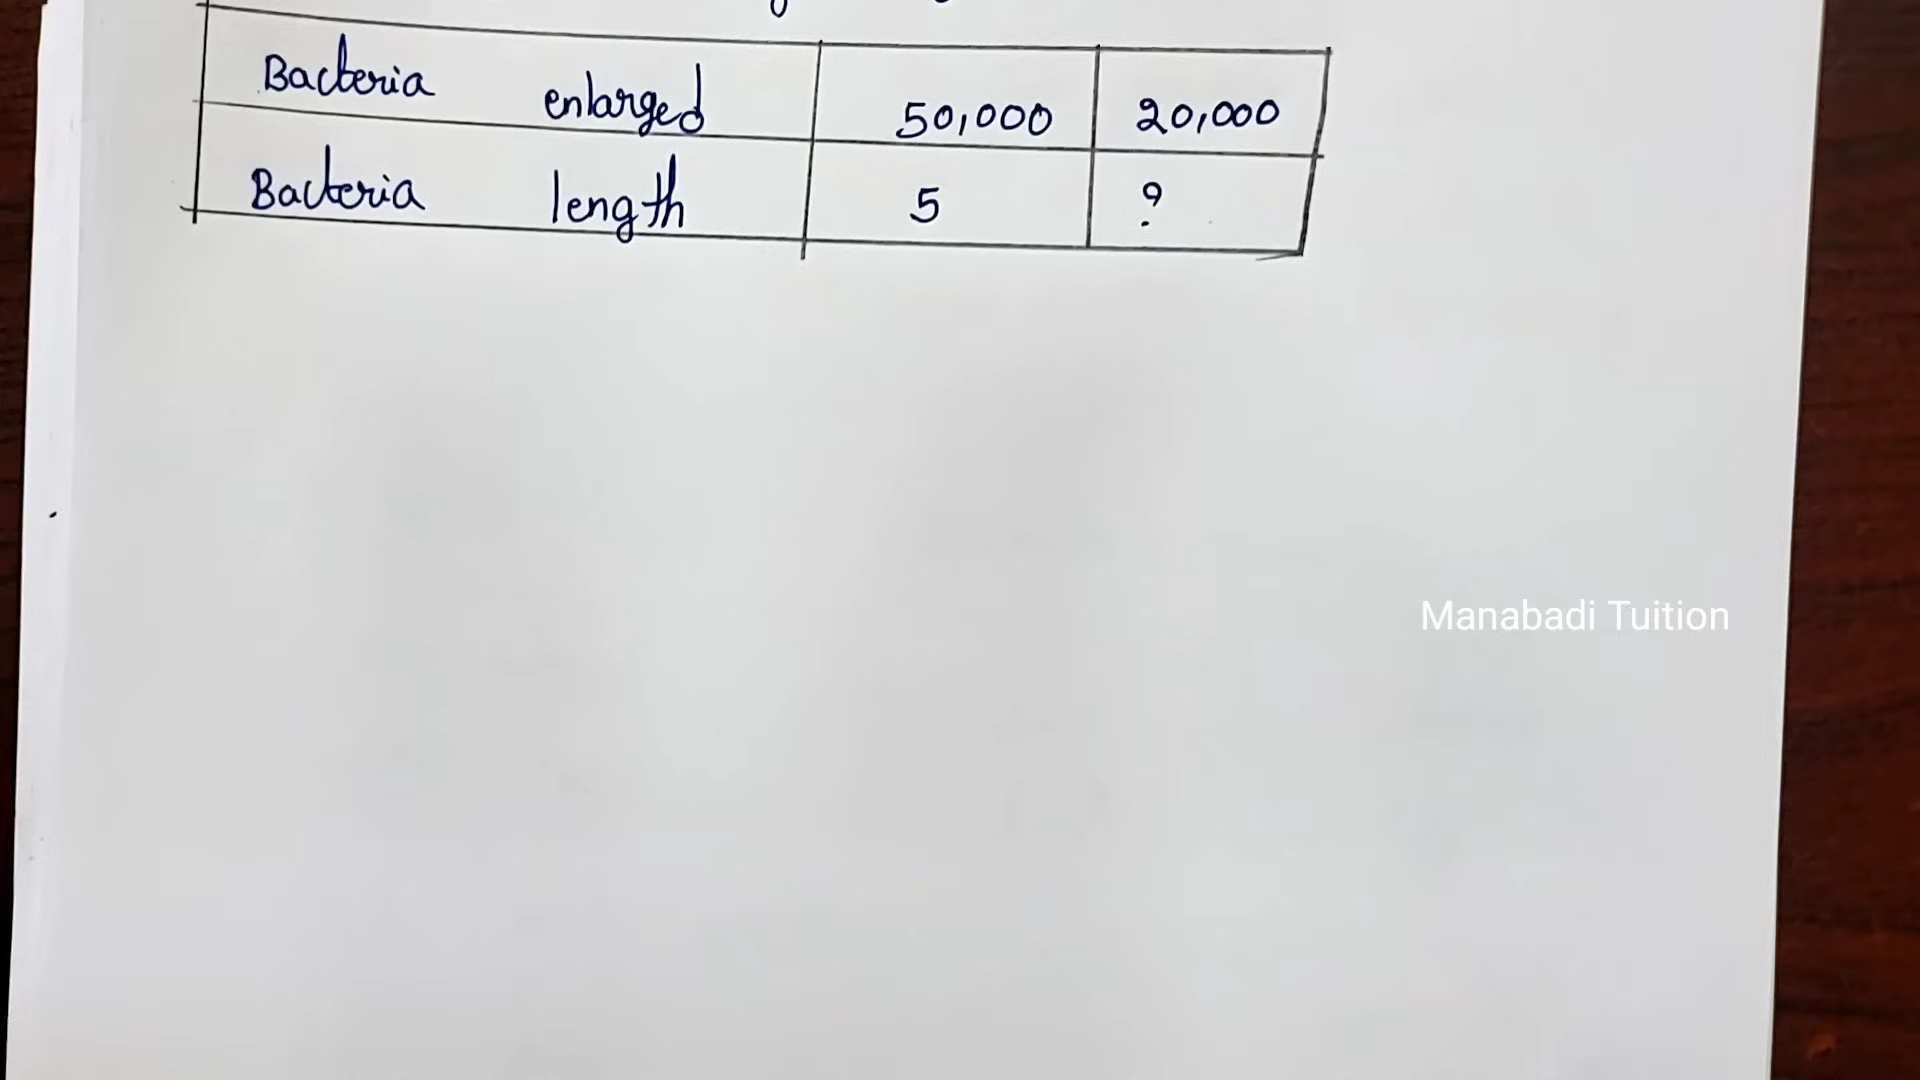 Bacteria enlarged 50,000 20,000
Bacteria length 5 ?
Manabadi Tuition